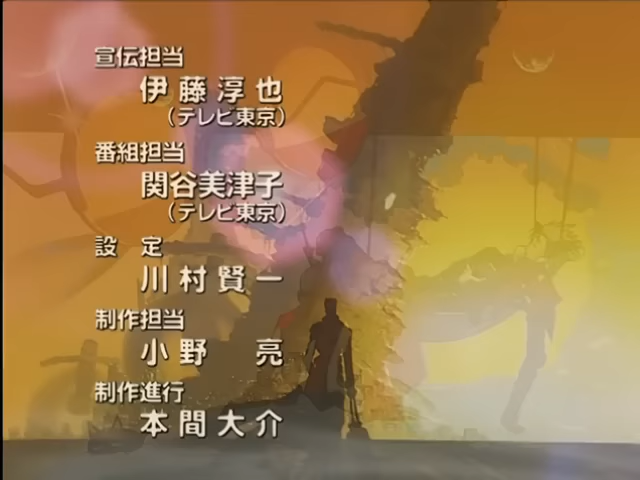 宣伝担当
伊藤淳也
(テレビ東京)
番組担当
関谷美津子
(テレビ東京)
設 定
川村賢一
制作担当
小野 亮
制作進行
本間大介